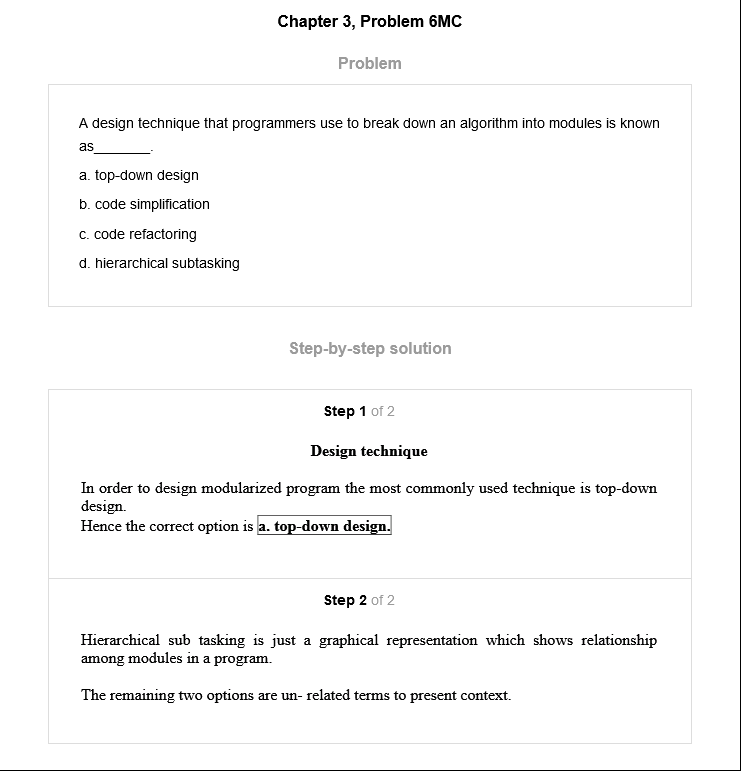 Chapter 3, Problem 6MC
Problem
A design technique that programmers use to break down an algorithm into modules is known
as_______.
a. top-down design
b. code simplification
c. code refactoring
d. hierarchical subtasking
Step-by-step solution
Step 1 of 2
Design technique
In order to design modularized program the most commonly used technique is top-down
design.
Hence the correct option is a. top-down design.
Step 2 of 2
Hierarchical sub tasking is just a graphical representation which shows relationship
among modules in a program.
The remaining two options are un- related terms to present context.